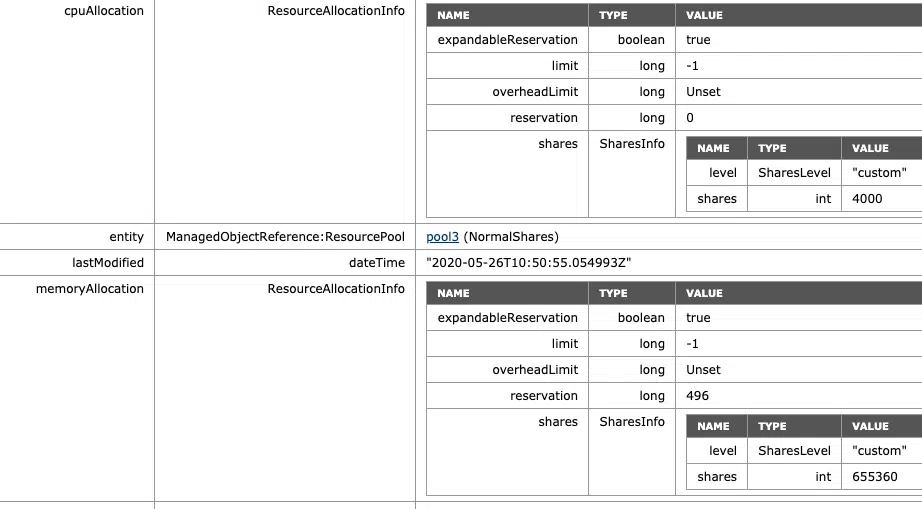 cpuAllocation ResourceAllocationInfo NAME TYPE VALUE
expandableReservation boolean true
limit long -1
overheadLimit long Unset
reservation long 0
shares SharesInfo NAME TYPE VALUE
level SharesLevel "custom"
shares int 4000
entity ManagedObjectReference:ResourcePool pool3 (NormalShares)
lastModified dateTime "2020-05-26T10:50:55.054993Z"
memoryAllocation ResourceAllocationInfo NAME TYPE VALUE
expandableReservation boolean true
limit long -1
overheadLimit long Unset
reservation long 496
shares SharesInfo NAME TYPE VALUE
level SharesLevel "custom"
shares int 655360